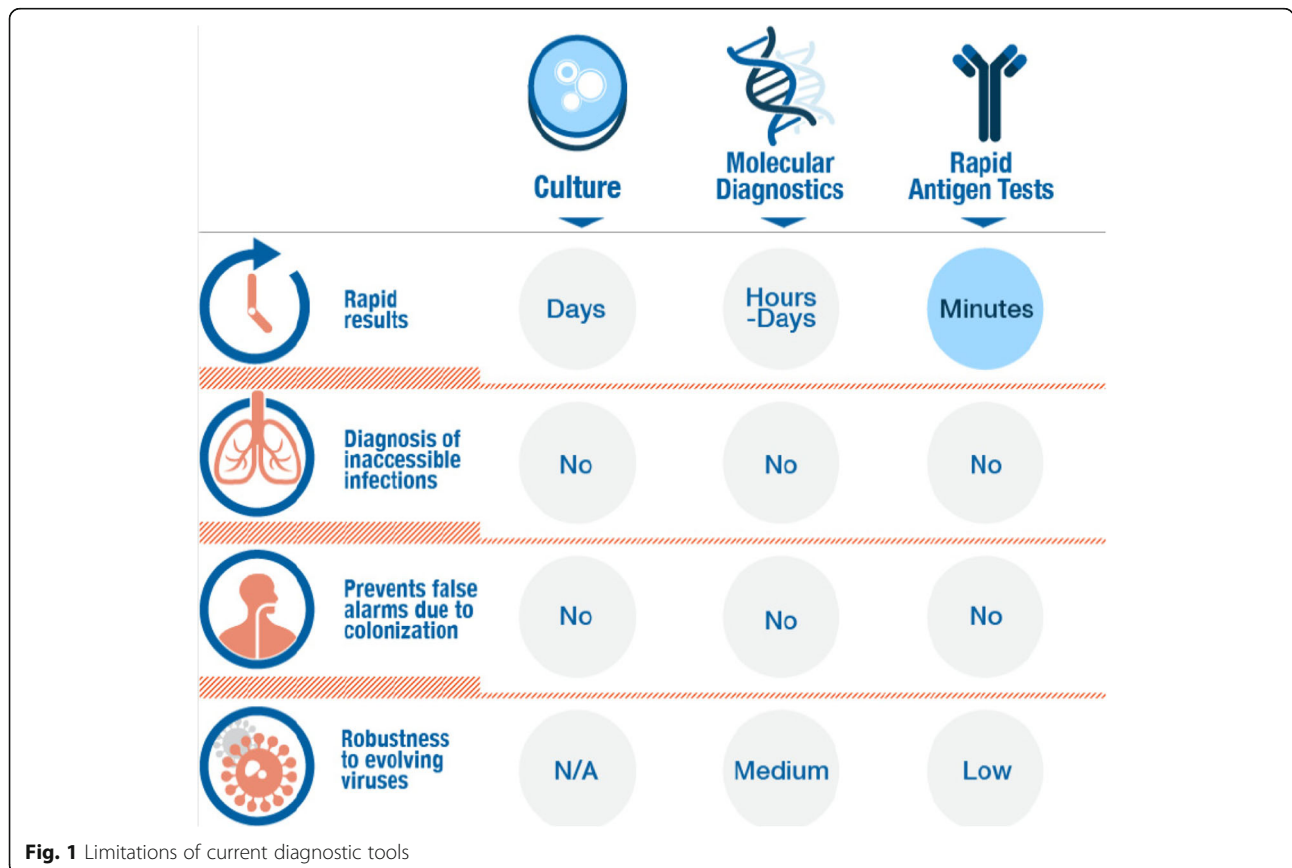 Culture
Molecular
Diagnostics
Rapid
Antigen Tests
Rapid
results
Days
Hours
-Days
Minutes
Diagnosis of
inaccessible
infections
No
No
No
Prevents false
alarms due to
colonization
No
No
No
Robustness
to evolving
viruses
N/A
Medium
Low
Fig. 1 Limitations of current diagnostic tools